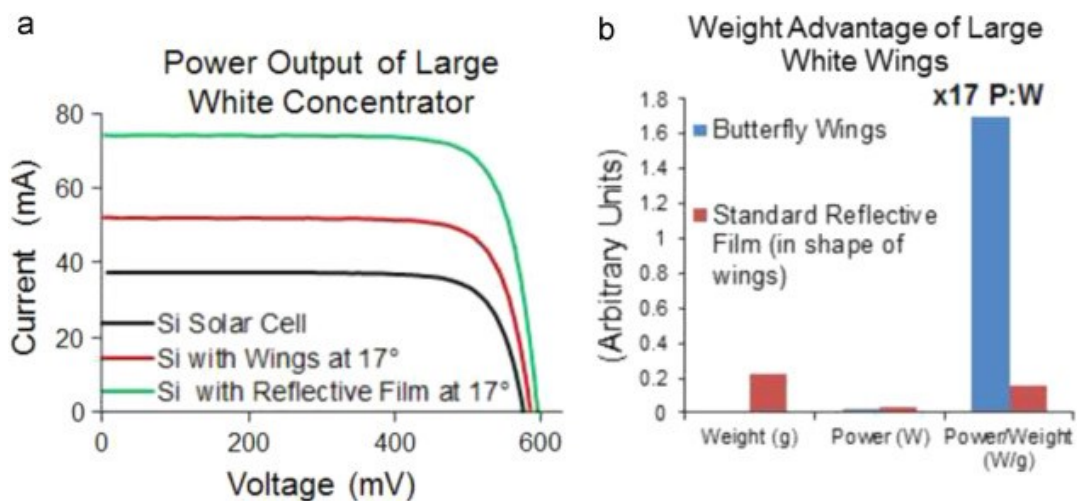 a
Power Output of Large
White Concentrator
80
60
40
20
0
Current (mA)
Si Solar Cell
Si with Wings at 17°
Si with Reflective Film at 17°
0 200 400 600
Voltage (mV)
b
Weight Advantage of Large
White Wings
x17 P:W
1.8
1.6
1.4
1.2
1
0.8
0.6
0.4
0.2
0
(Arbitrary Units)
Butterfly Wings
Standard Reflective
Film (in shape of
wings)
Weight (g) Power (W) Power/Weight
(W/g)